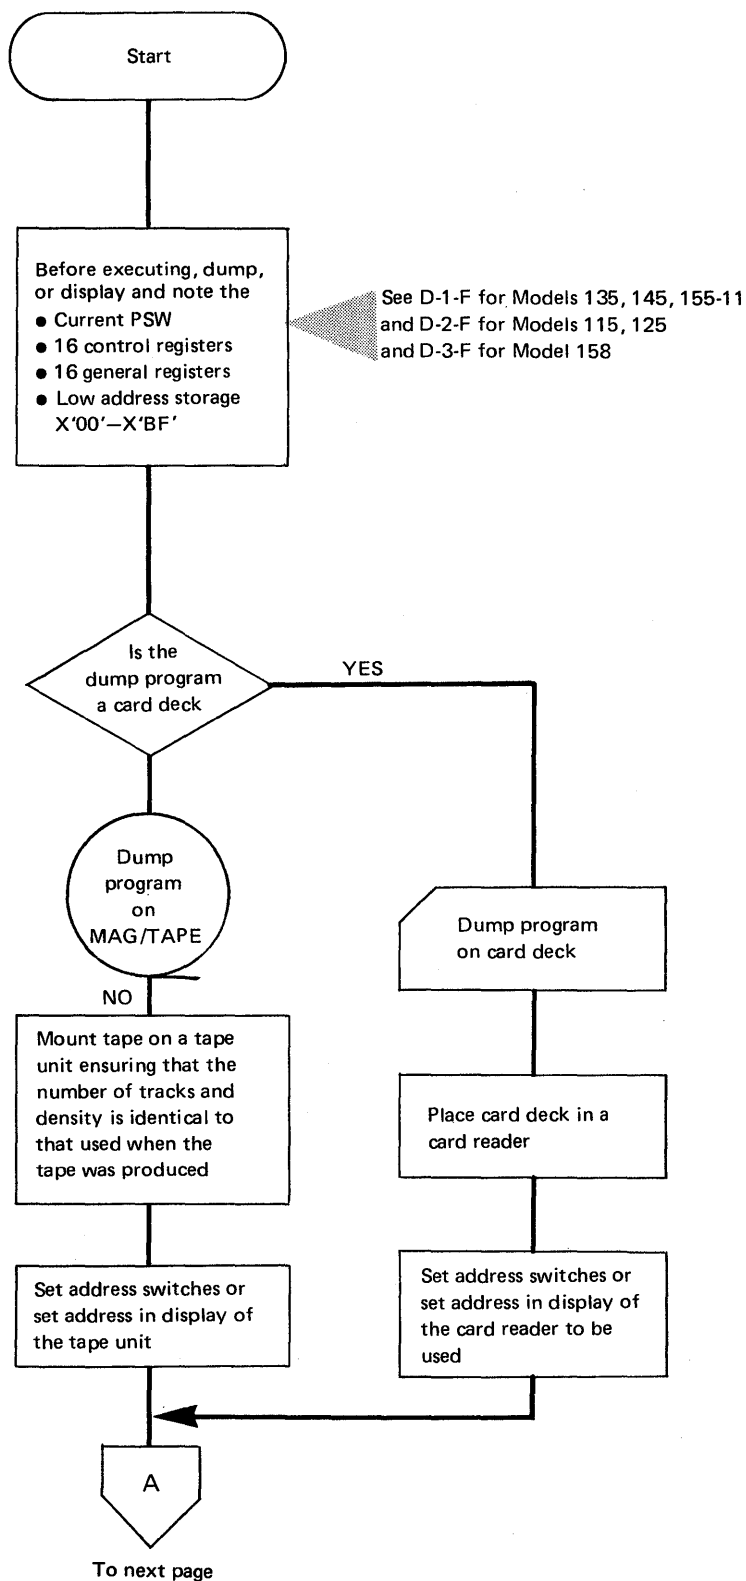 Start
Before executing, dump,
or display and note the
● Current PSW
● 16 control registers
● 16 general registers
● Low address storage
X'00'—X'BF'
See D-1-F for Models 135, 145, 155-11
and D-2-F for Models 115, 125
and D-3-F for Model 158
Is the
dump program
a card deck
YES
Dump
program
on
MAG/TAPE
NO
Mount tape on a tape
unit ensuring that the
number of tracks and
density is identical to
that used when the
tape was produced
Set address switches or
set address in display of
the tape unit
Dump program
on card deck
Place card deck in a
card reader
Set address switches or
set address in display of
the card reader to be
used
A
To next page